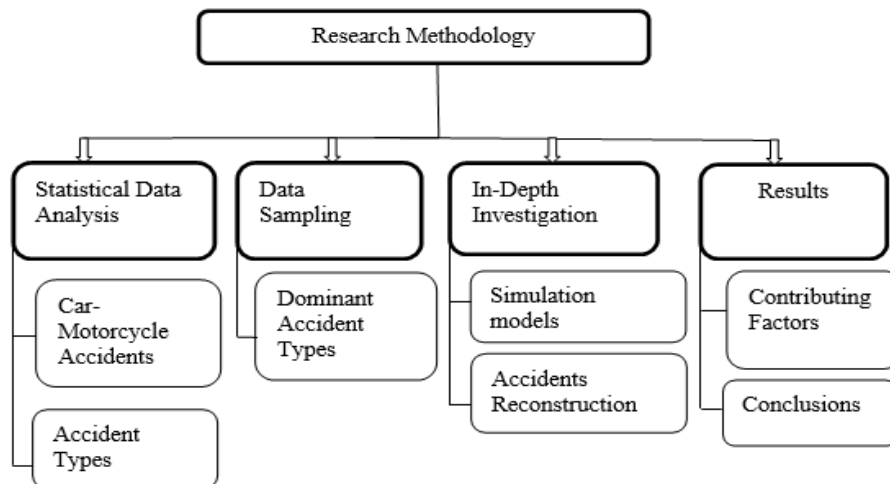 Research Methodology
Statistical Data
Analysis
Data
Sampling
In-Depth
Investigation
Results
Car-
Motorcycle
Accidents
Accident
Types
Dominant
Accident
Types
Simulation
models
Accidents
Reconstruction
Contributing
Factors
Conclusions